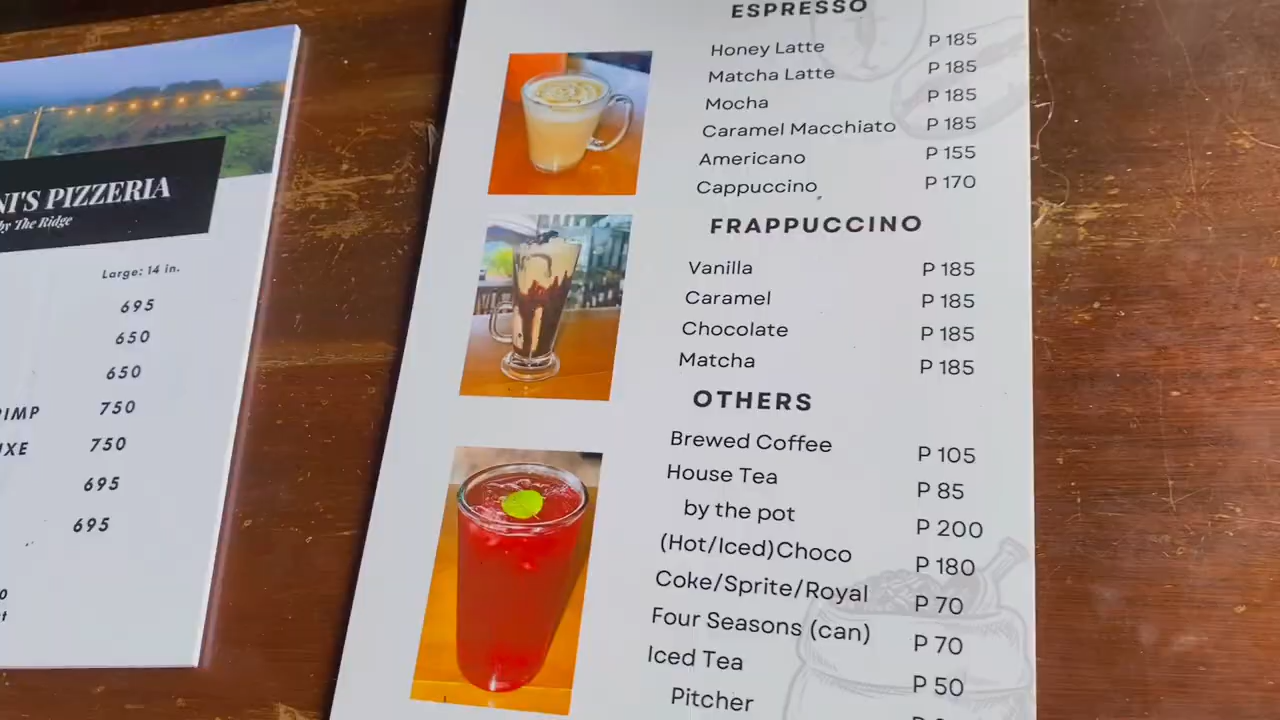 NI'S PIZZERIA
by The Ridge
Large: 14 in.
695
650
650
750
750
695
695
ESPRESSO
Honey Latte P 185
Matcha Latte P 185
Mocha P 185
Caramel Macchiato P 185
Americano P 155
Cappuccino P 170
FRAPPUCCINO
Vanilla P 185
Caramel P 185
Chocolate P 185
Matcha P 185
OTHERS
Brewed Coffee P 105
House Tea P 85
by the pot P 200
(Hot/Iced)Choco P 180
Coke/Sprite/Royal P 70
Four Seasons (can) P 70
Iced Tea P 50
Pitcher